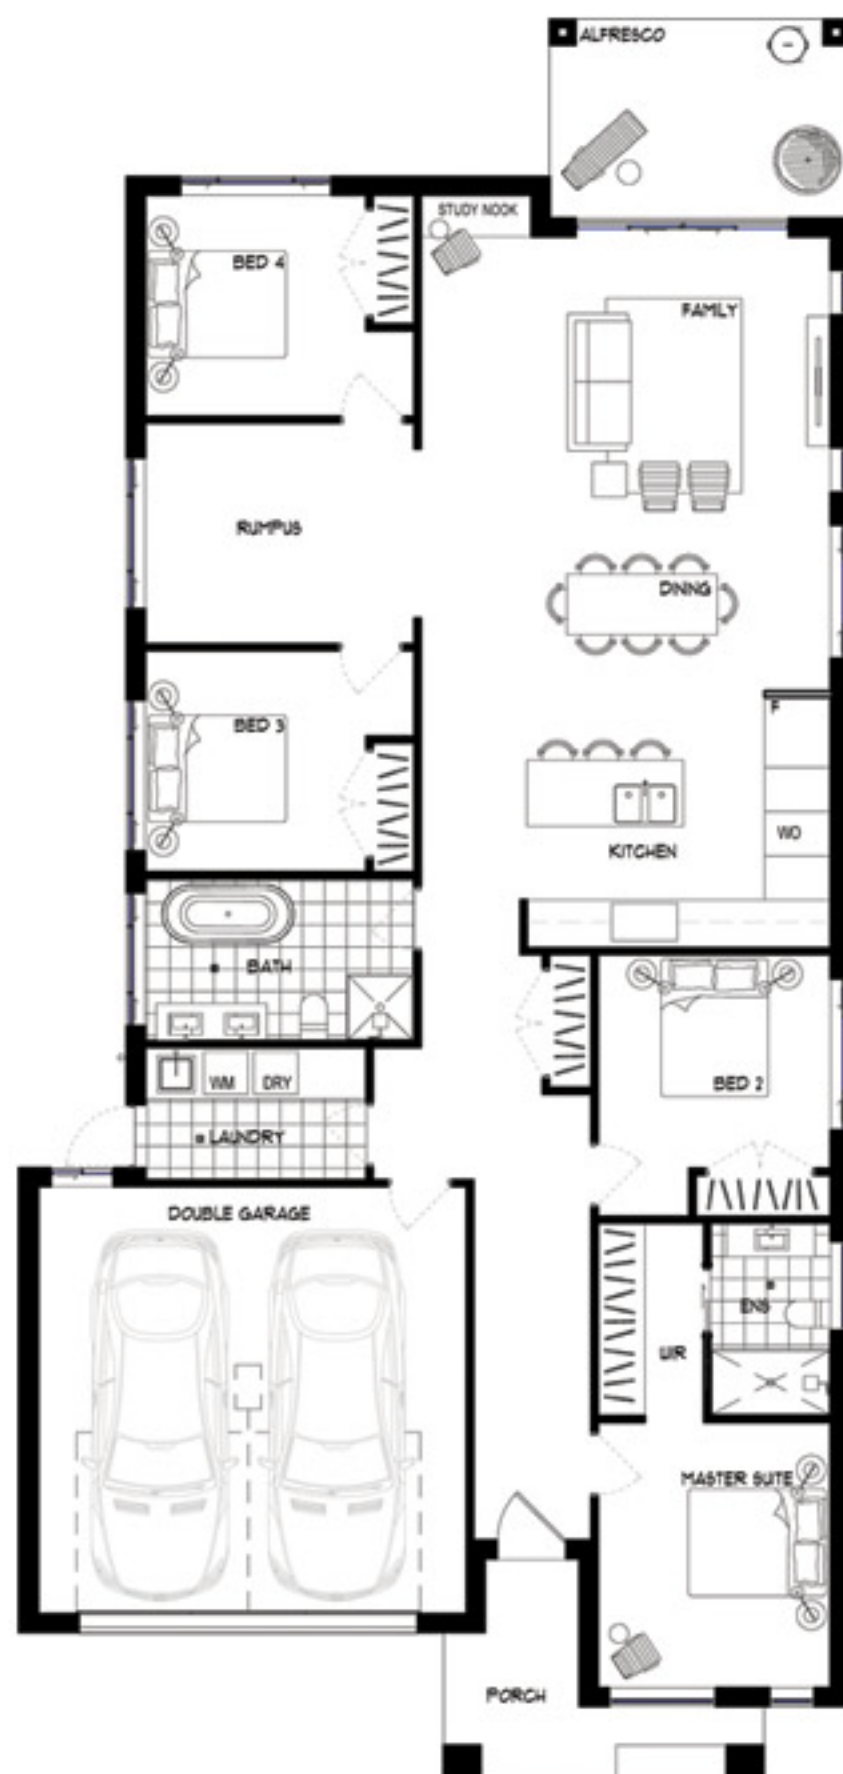 ALFRESCO
STUDY NOOK
BED 4
FAMILY
RUMPUS
DINING
F
BED 3
WO
KITCHEN
BATH
WM
DRY
BED 2
LAUNDRY
DOUBLE GARAGE
ENS
WIR
MASTER SUITE
PORCH